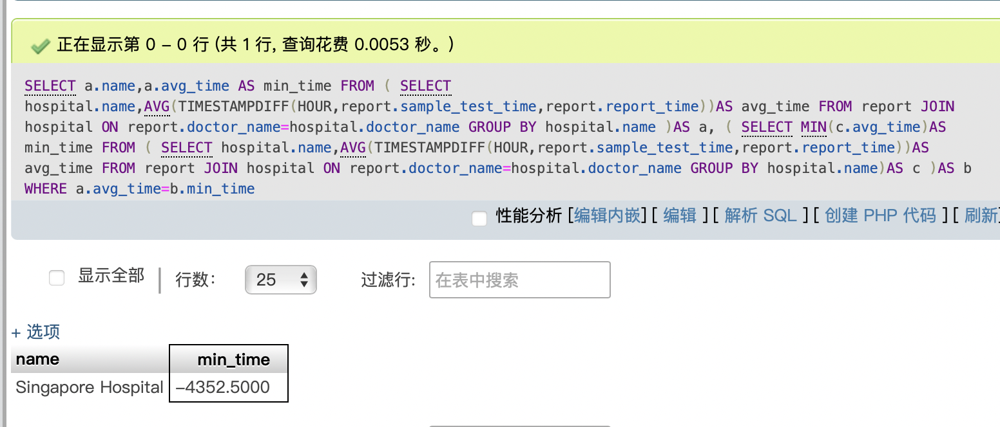 正在显示第 0 - 0 行 (共 1 行, 查询花费 0.0053 秒。)
SELECT a.name,a.avg_time AS min_time FROM ( SELECT
hospital.name,AVG(TIMESTAMPDIFF(HOUR,report.sample_test_time,report.report_time))AS avg_time FROM report JOIN
hospital ON report.doctor_name=hospital.doctor_name GROUP BY hospital.name )AS a, ( SELECT MIN(c.avg_time)AS
min_time FROM ( SELECT hospital.name,AVG(TIMESTAMPDIFF(HOUR,report.sample_test_time,report.report_time))AS
avg_time FROM report JOIN hospital ON report.doctor_name=hospital.doctor_name GROUP BY hospital.name)AS c )AS b
WHERE a.avg_time=b.min_time
性能分析 [编辑内嵌] [ 编辑 ] [ 解析 SQL ] [ 创建 PHP 代码 ] [ 刷新]
显示全部 | 行数： 25 过滤行: 在表中搜索
+ 选项
name min_time
Singapore Hospital -4352.5000